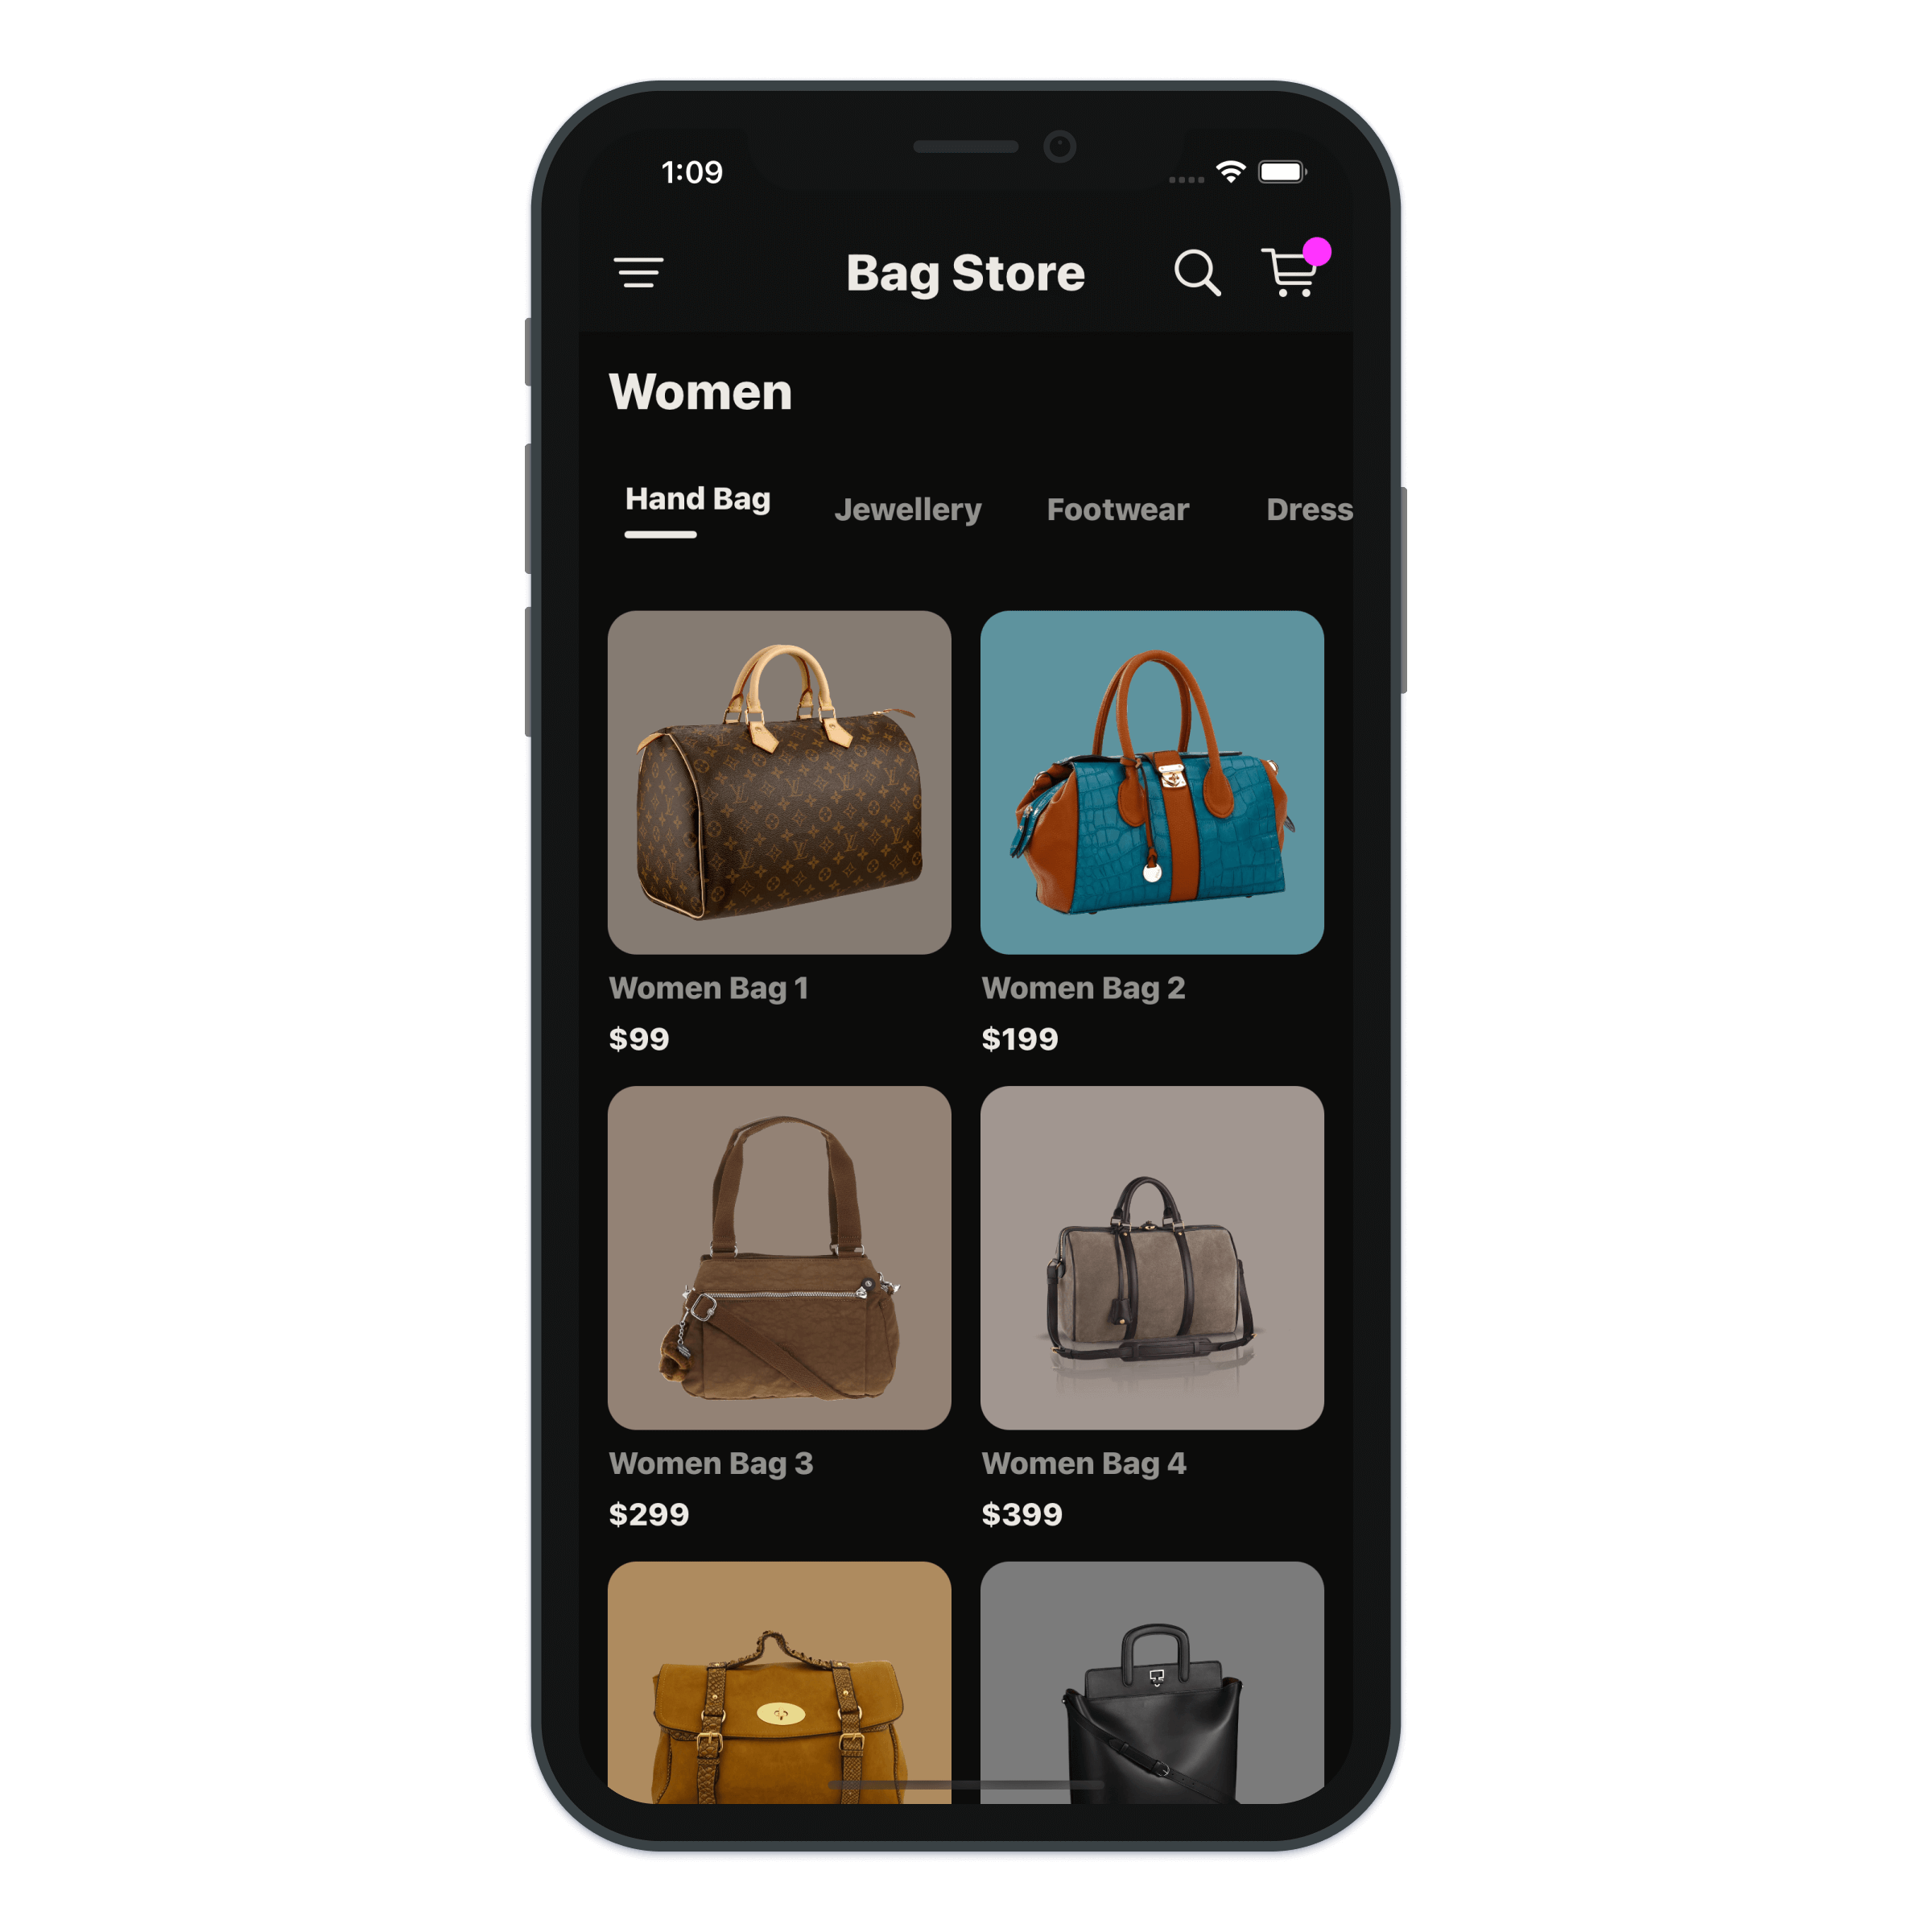 1:09
Bag Store
Women
Hand Bag Jewellery Footwear Dress
Women Bag 1 Women Bag 2
$99 $199
Women Bag 3 Women Bag 4
$299 $399